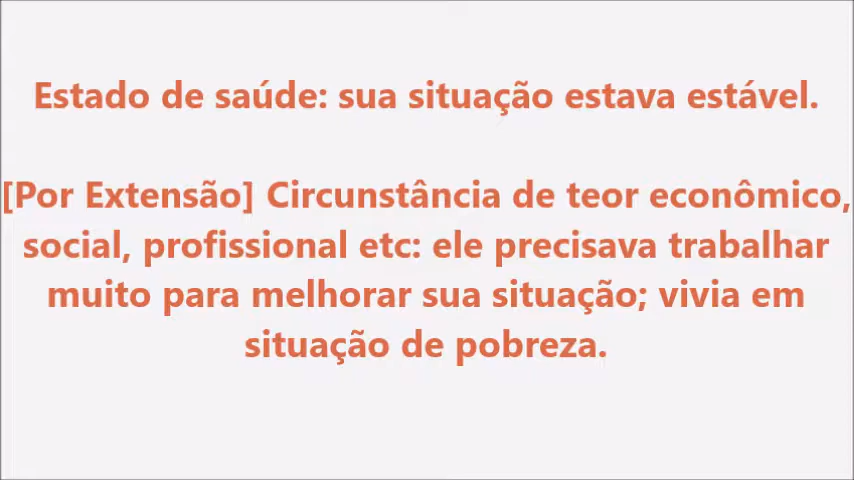 Estado de saúde: sua situação estava estável.
[Por Extensão] Circunstância de teor econômico,
social, profissional etc: ele precisava trabalhar
muito para melhorar sua situação; vivia em
situação de pobreza.